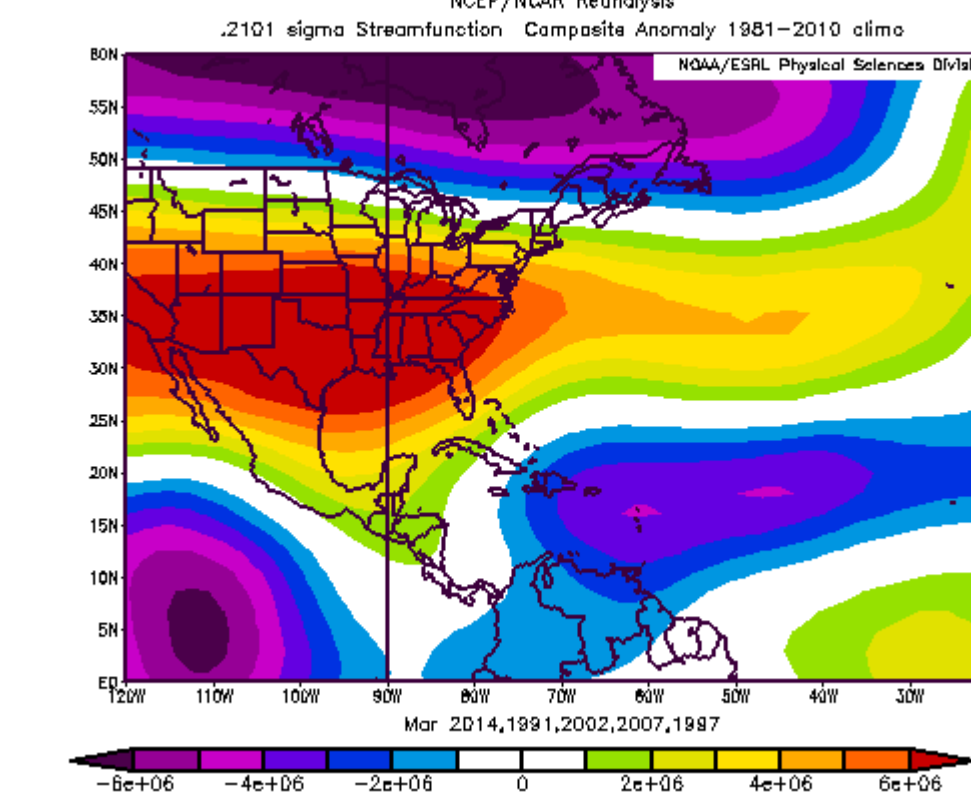 NCEP/NCAR Reanalysis
.2101 sigma Streamfunction Composite Anomaly 1981-2010 climo
NOAA/ESRL Physical Sciences Divisi
60N
55N
50N
45N
40N
35N
30N
25N
20N
15N
10N
5N
EQ
120W 110W 100W 90W 80W 70W 60W 50W 40W 30W
Mar 2014,1991,2002,2007,1997
-6e+06 -4e+06 -2e+06 0 2e+06 4e+06 6e+06